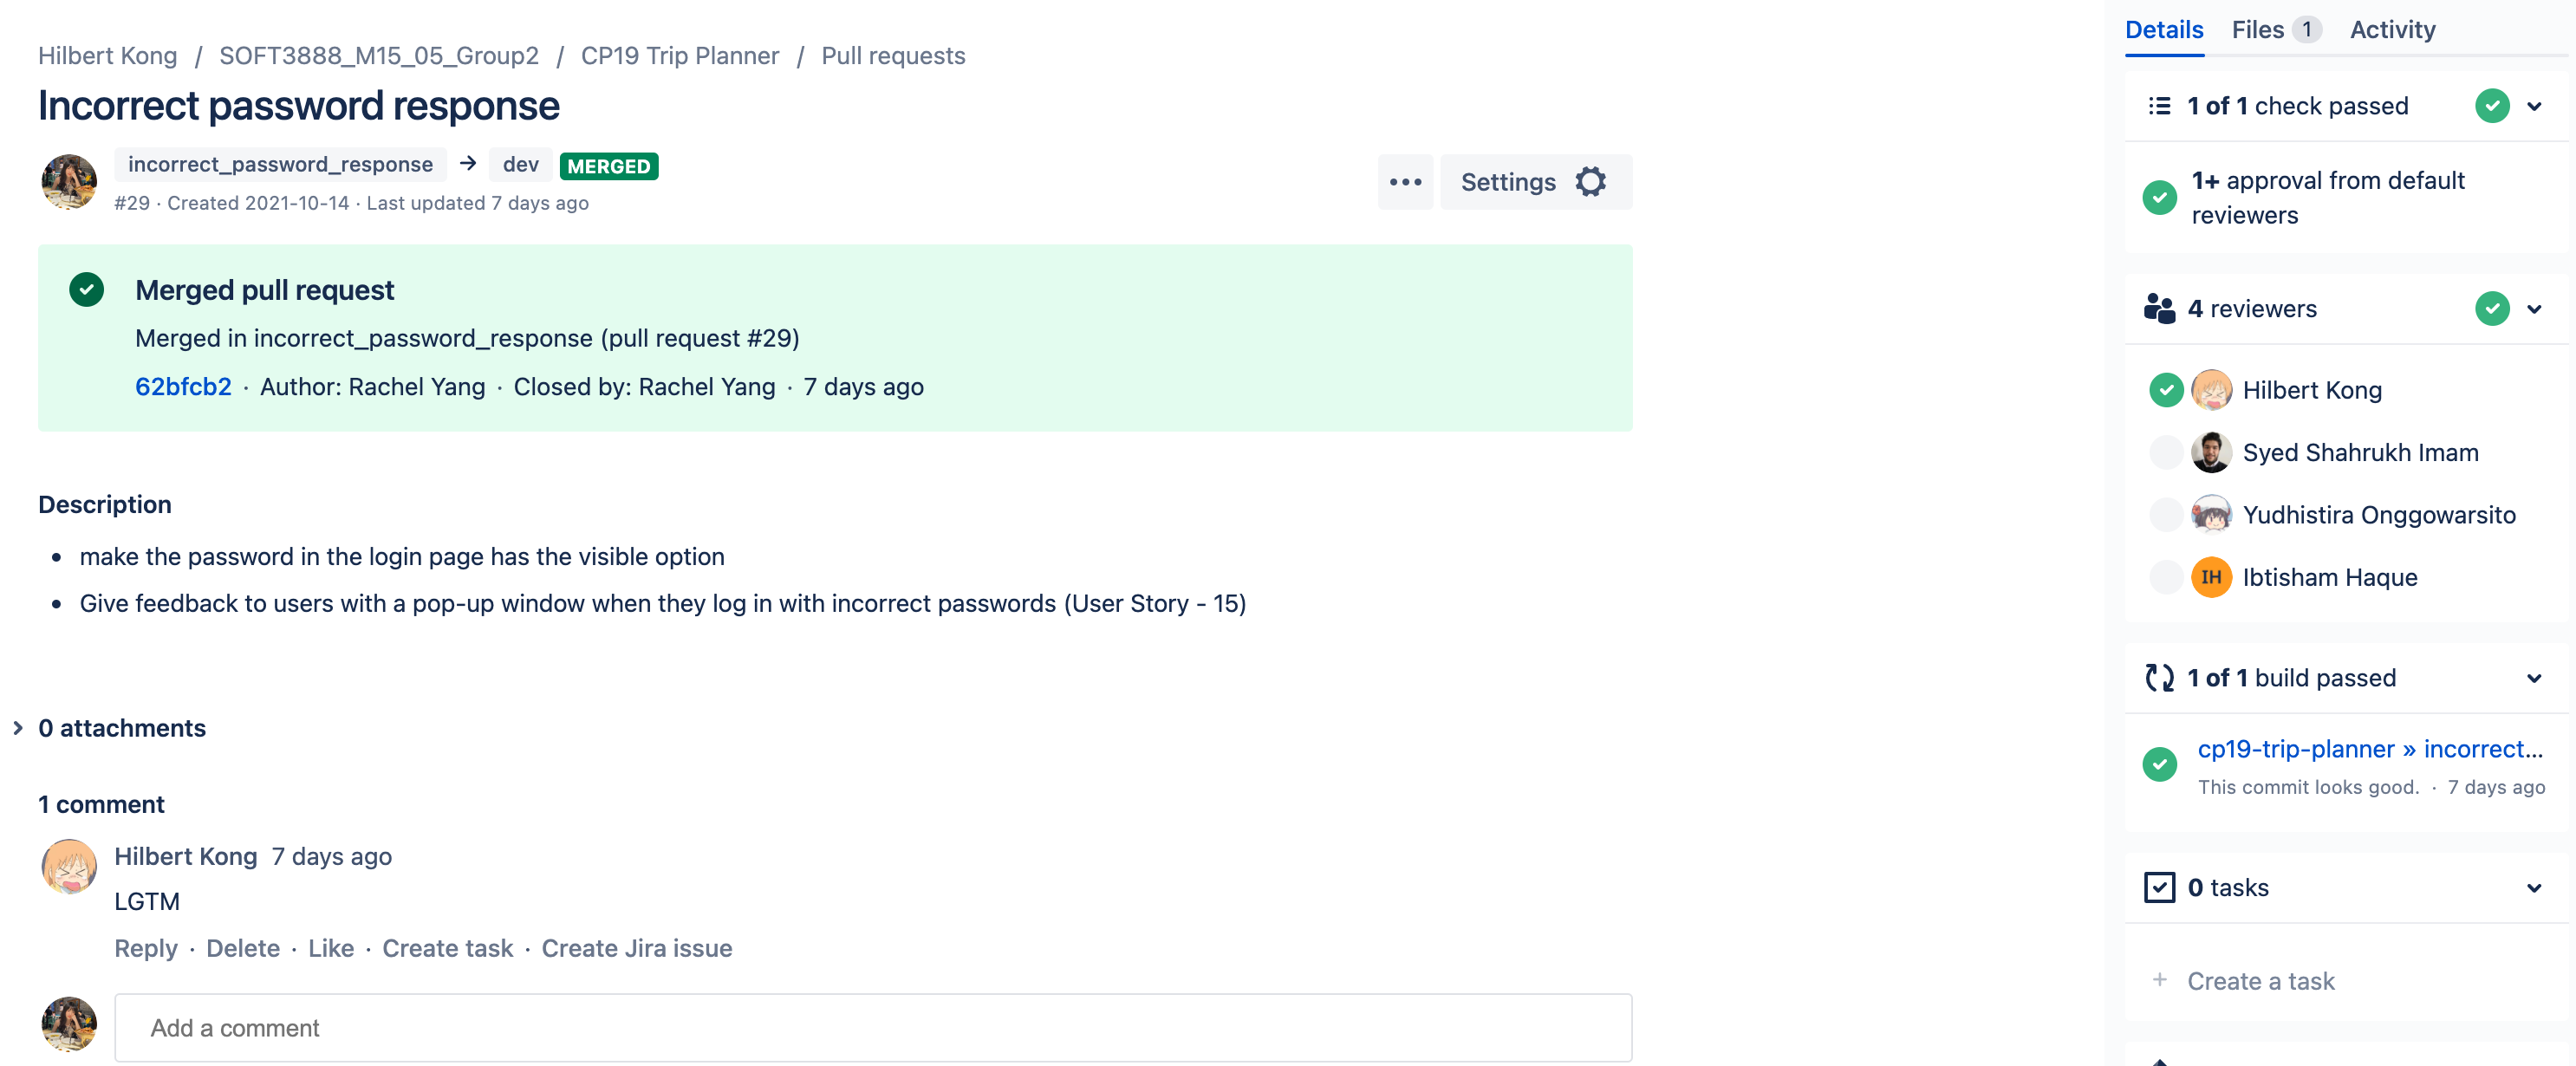 Hilbert Kong / SOFT3888_M15_05_Group2 / CP19 Trip Planner / Pull requests
Incorrect password response
incorrect_password_response → dev MERGED
#29 · Created 2021-10-14 · Last updated 7 days ago
Settings
Merged pull request
Merged in incorrect_password_response (pull request #29)
62bfcb2 · Author: Rachel Yang · Closed by: Rachel Yang · 7 days ago
Description
• make the password in the login page has the visible option
• Give feedback to users with a pop-up window when they log in with incorrect passwords (User Story - 15)
0 attachments
1 comment
Hilbert Kong 7 days ago
LGTM
Reply · Delete · Like · Create task · Create Jira issue
Add a comment
Details Files 1 Activity
1 of 1 check passed
1+ approval from default
reviewers
4 reviewers
Hilbert Kong
Syed Shahrukh Imam
Yudhistira Onggowarsito
IH Ibtisham Haque
1 of 1 build passed
cp19-trip-planner » incorrect...
This commit looks good. · 7 days ago
0 tasks
+ Create a task